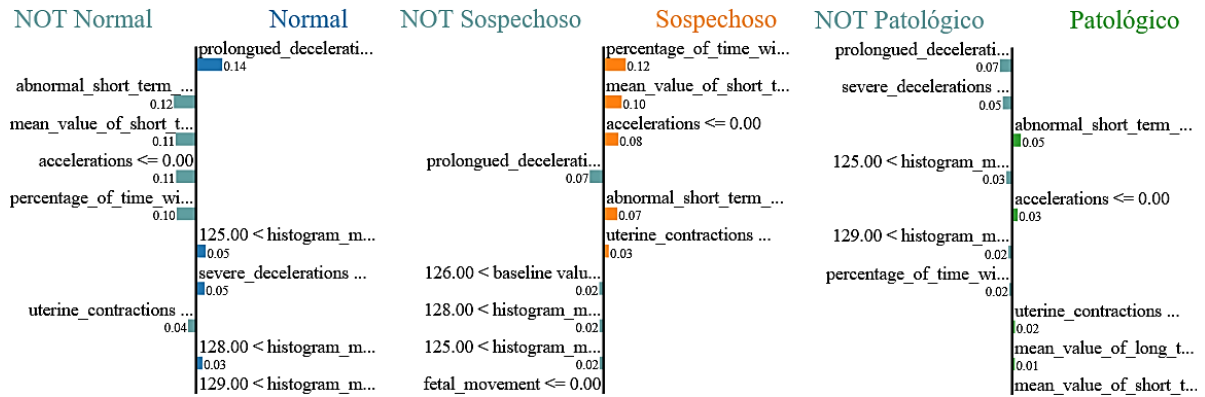 NOT Normal
Normal
prolongued_decelerati...
0.14
abnormal_short_term_...
0.12
mean_value_of_short_t...
0.11
accelerations <= 0.00
0.11
percentage_of_time_wi...
0.10
125.00 < histogram_m...
0.05
severe_decelerations ...
0.05
uterine_contractions ...
0.04
128.00 < histogram_m...
0.03
129.00 < histogram_m...
NOT Sospechoso
Sospechoso
percentage_of_time_wi...
0.12
mean_value_of_short_t...
0.10
accelerations <= 0.00
0.08
prolongued_decelerati...
0.07
abnormal_short_term_...
0.07
uterine_contractions ...
0.03
126.00 < baseline valu...
0.02
128.00 < histogram_m...
0.02
125.00 < histogram_m...
0.02
fetal_movement <= 0.00
NOT Patológico
Patológico
prolongued_decelerati...
0.07
severe_decelerations ...
0.05
abnormal_short_term_...
0.05
125.00 < histogram_m...
0.03
accelerations <= 0.00
0.03
129.00 < histogram_m...
0.02
percentage_of_time_wi...
0.02
uterine_contractions ...
0.02
mean_value_of_long_t...
0.01
mean_value_of_short_t...